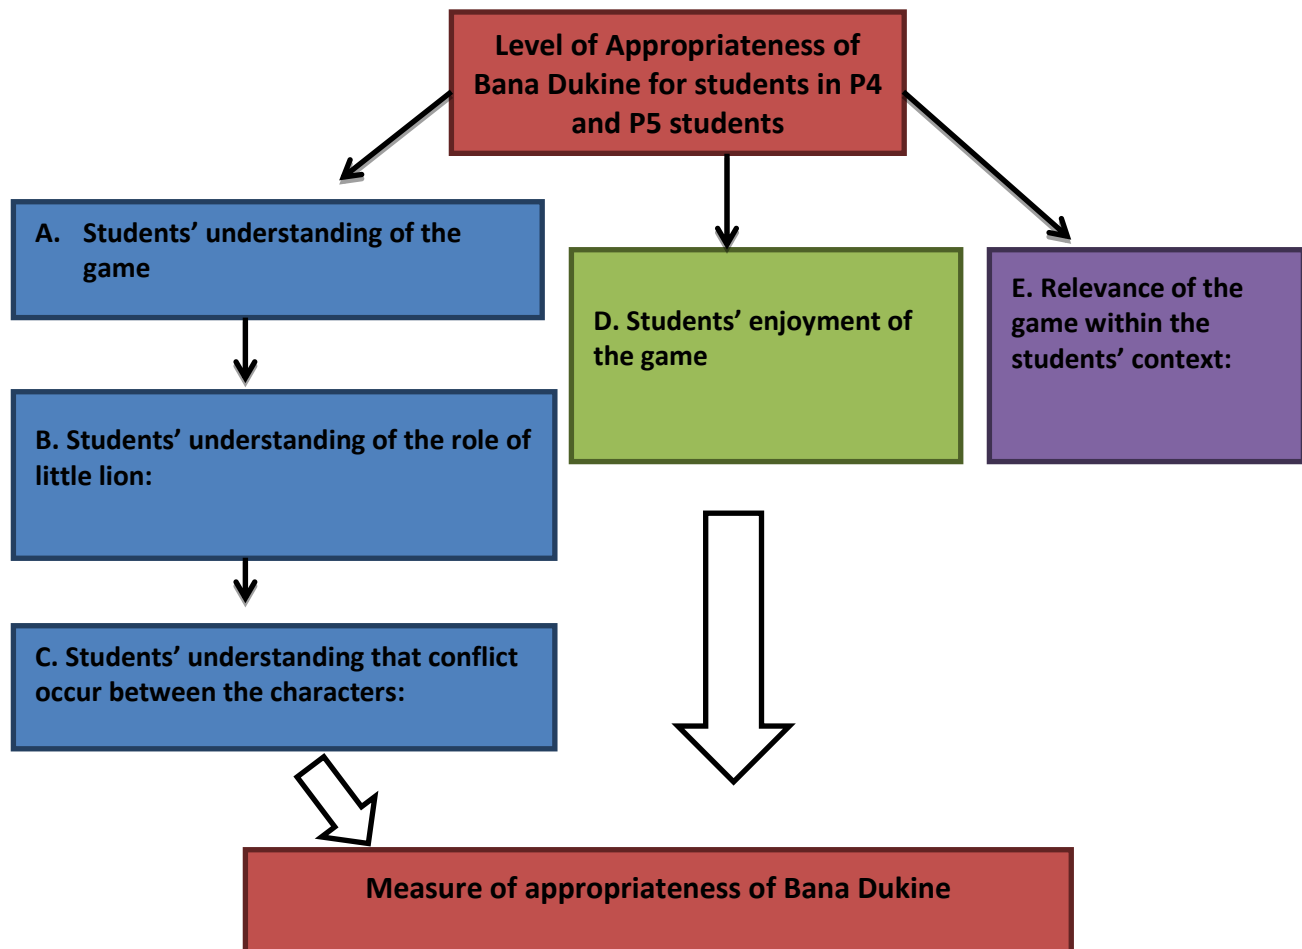 Level of Appropriateness of
Bana Dukine for students in P4
and P5 students
A. Students’ understanding of the
game
B. Students’ understanding of the role of
little lion:
C. Students’ understanding that conflict
occur between the characters:
D. Students’ enjoyment of
the game
E. Relevance of the
game within the
students’ context:
Measure of appropriateness of Bana Dukine